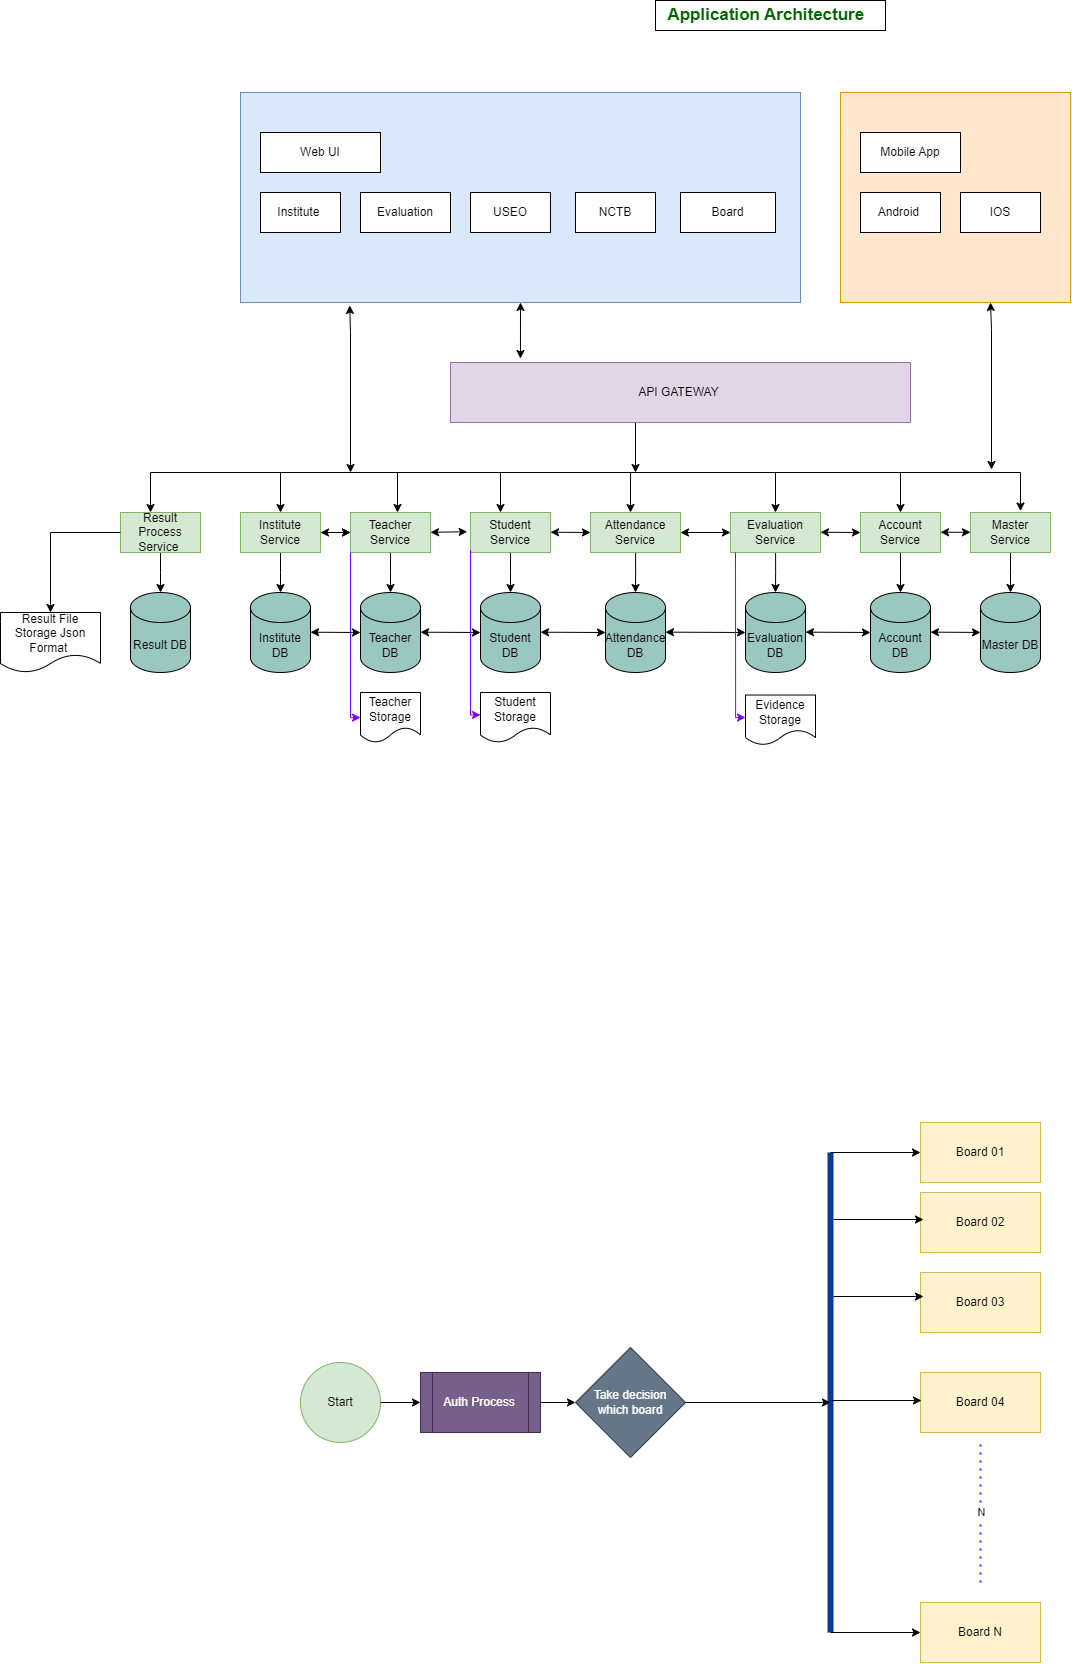 Application Architecture
Web UI
Mobile App
Institute
Evaluation
USEO
NCTB
Board
Android
IOS
API GATEWAY
Result
Process
Service
Institute
Service
Teacher
Service
Student
Service
Attendance
Service
Evaluation
Service
Account
Service
Master
Service
Result File
Storage Json
Format
Result DB
Institute
DB
Teacher
DB
Student
DB
Attendance
DB
Evaluation
DB
Account
DB
Master DB
Teacher
Storage
Student
Storage
Evidence
Storage
Board 01
Board 02
Board 03
Start
Auth Process
Take decision
which board
Board 04
N
Board N